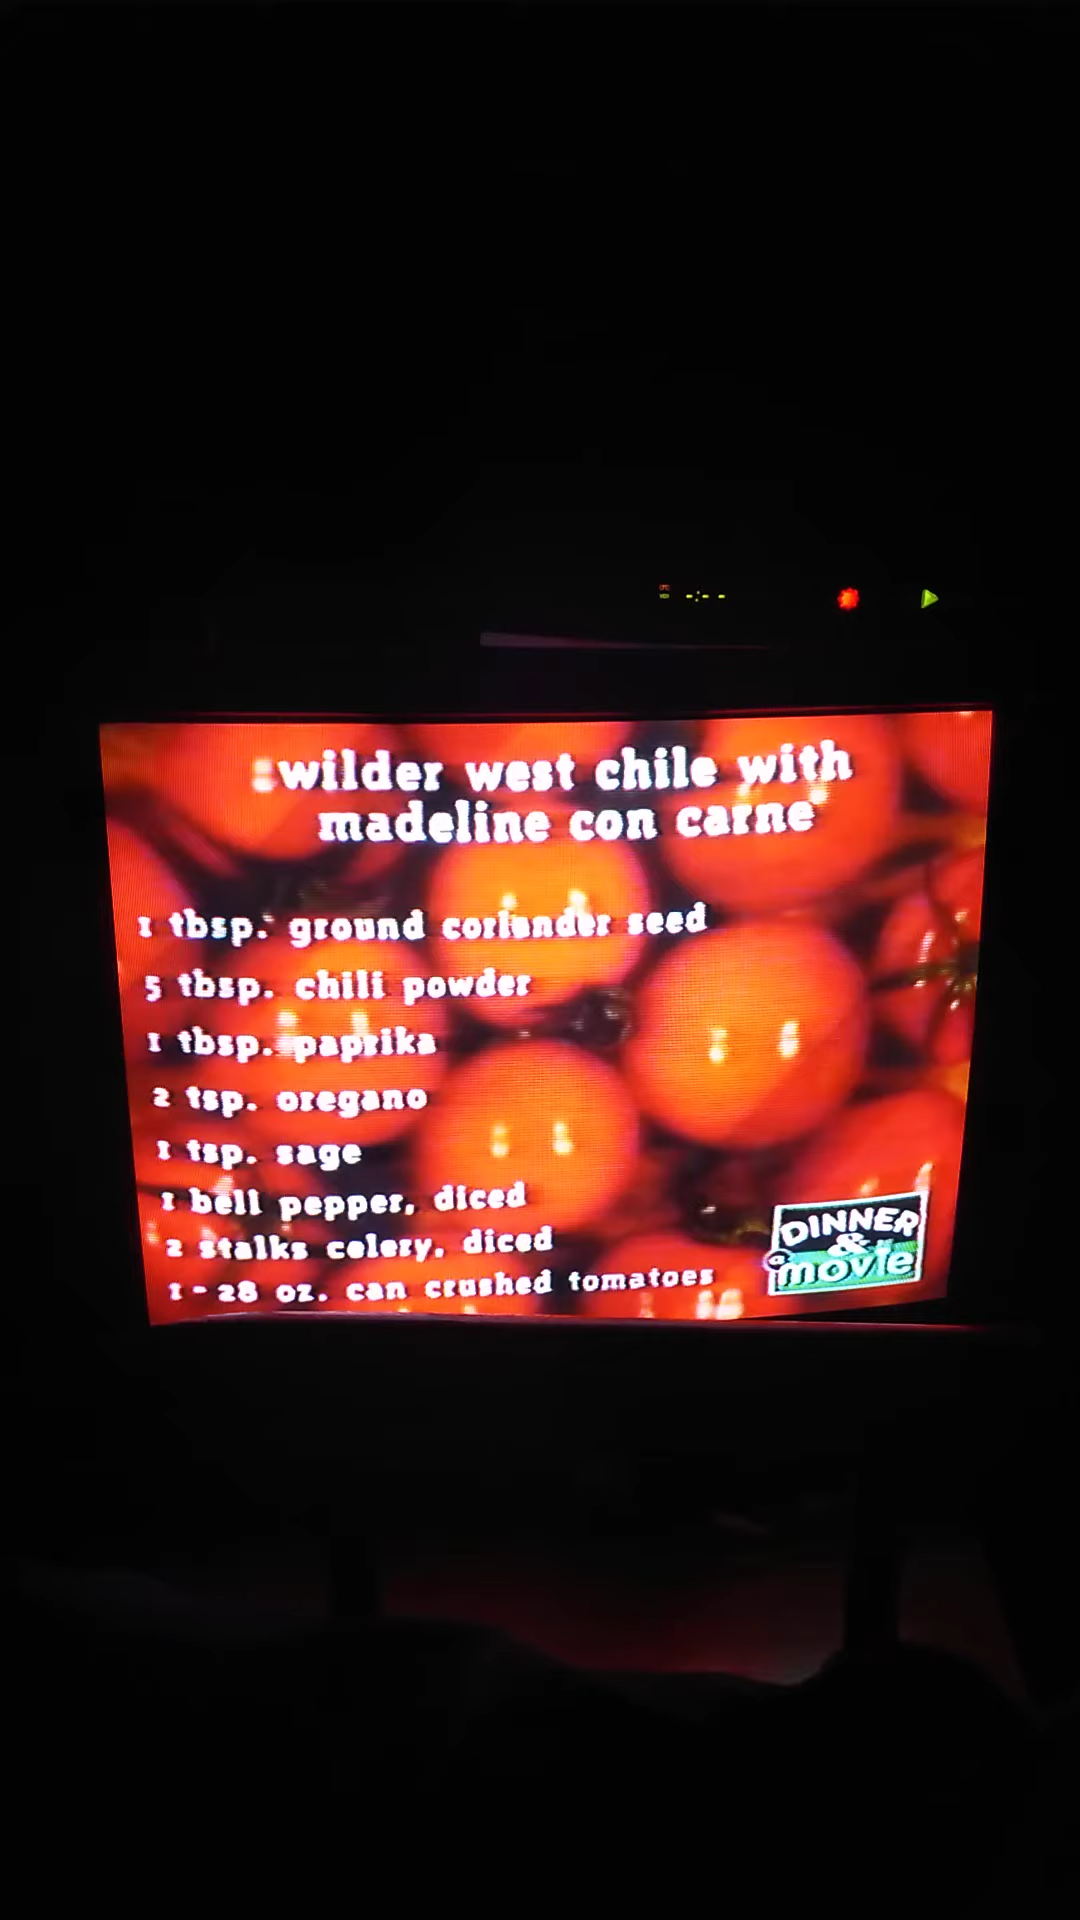 wilder west chile with
madeline con carne
1 tbsp. ground coriander seed
5 tbsp. chili powder
1 tbsp. paprika
2 tsp. oregano
1 tsp. sage
1 bell pepper, diced
2 stalks celery, diced
1 - 28 oz. can crushed tomatoes
DINNER
&
a movie